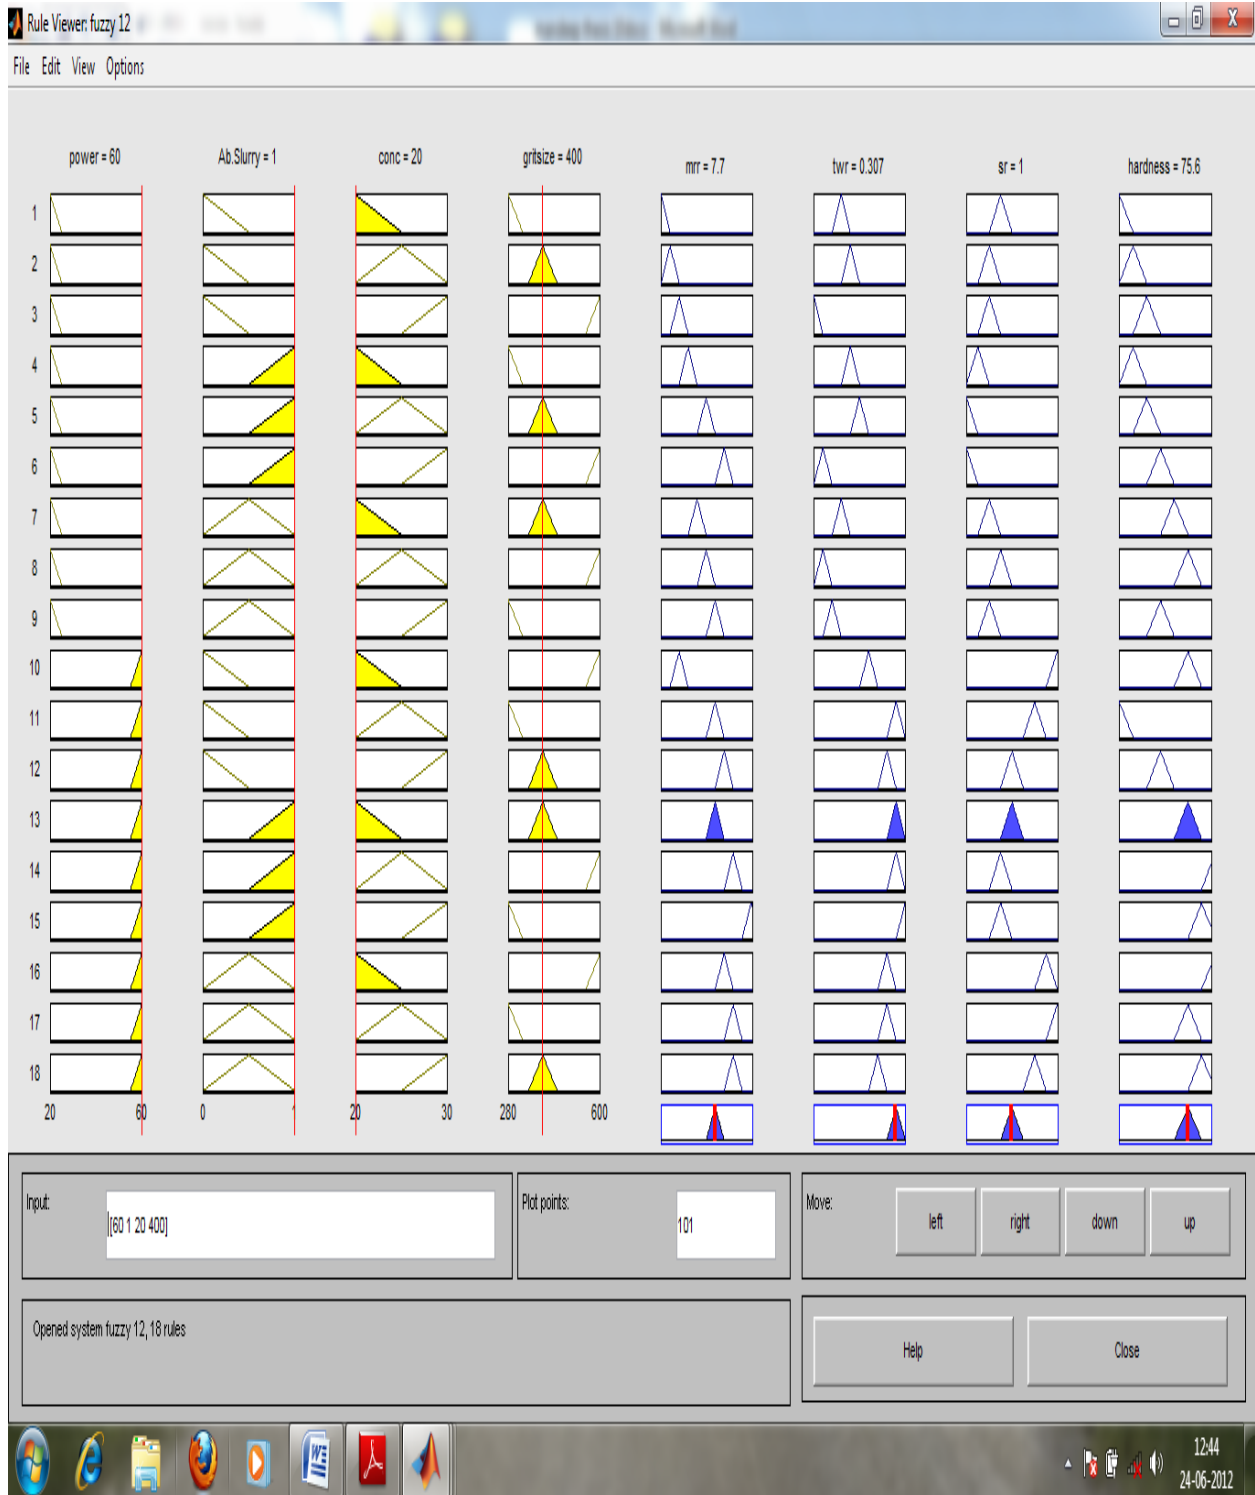 Rule Viewer: fuzzy 12
File Edit View Options
power = 60 Ab.Slurry = 1 conc = 20 gritsize = 400 mrr = 7.7 twr = 0.307 sr = 1 hardness = 75.6
1
2
3
4
5
6
7
8
9
10
11
12
13
14
15
16
17
18
20 60 0 1 20 30 280 600
Input: [60 1 20 400] Plot points: 101 Move: left right down up
Opened system fuzzy 12, 18 rules
Help Close
12:44
24-06-2012